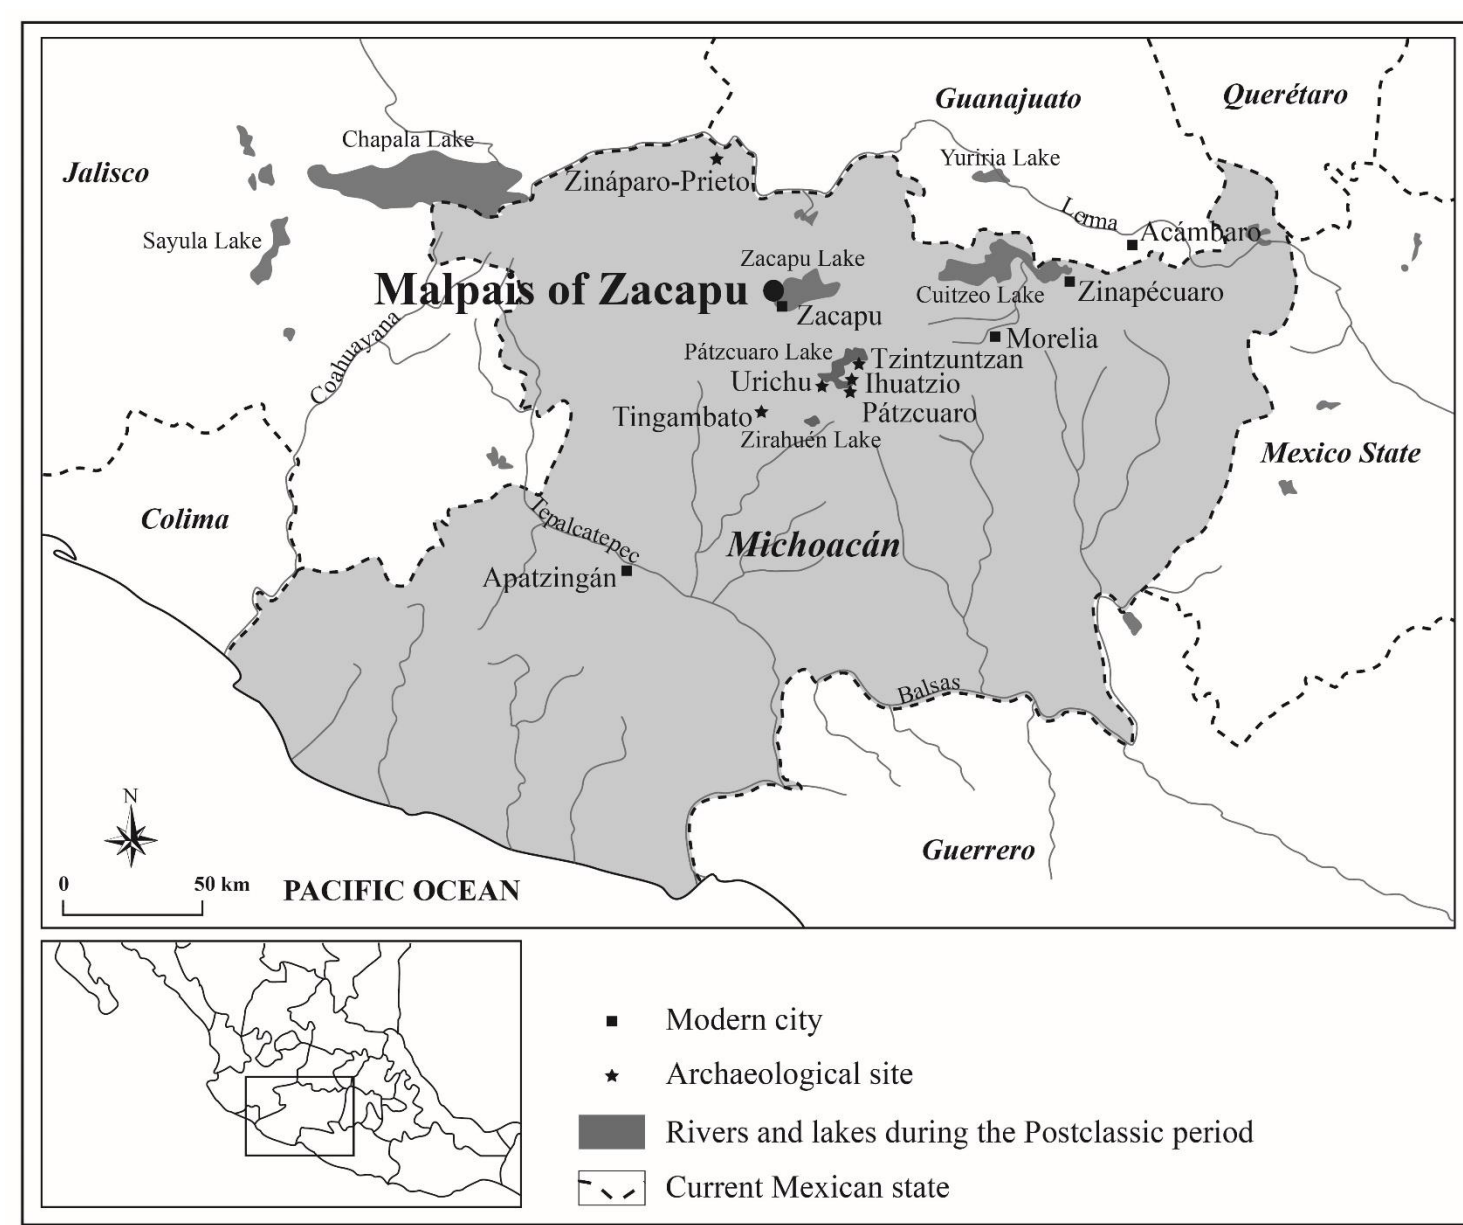 Guanajuato
Querétaro
Chapala Lake
Jalisco
Yuriria Lake
Zináparo-Prieto
Lerma
Acámbaro
Sayula Lake
Zacapu Lake
Malpaís of Zacapu
Cuitzeo Lake
Zinapécuaro
Zacapu
Morelia
Coahuayana
Pátzcuaro Lake
Tzintzuntzan
Urichu
Ihuatzio
Tingambato
Pátzcuaro
Zirahuén Lake
Mexico State
Colima
Tepalcatepec
Michoacán
Apatzingán
Balsas
N
Guerrero
0
50 km
PACIFIC OCEAN
Modern city
Archaeological site
Rivers and lakes during the Postclassic period
Current Mexican state